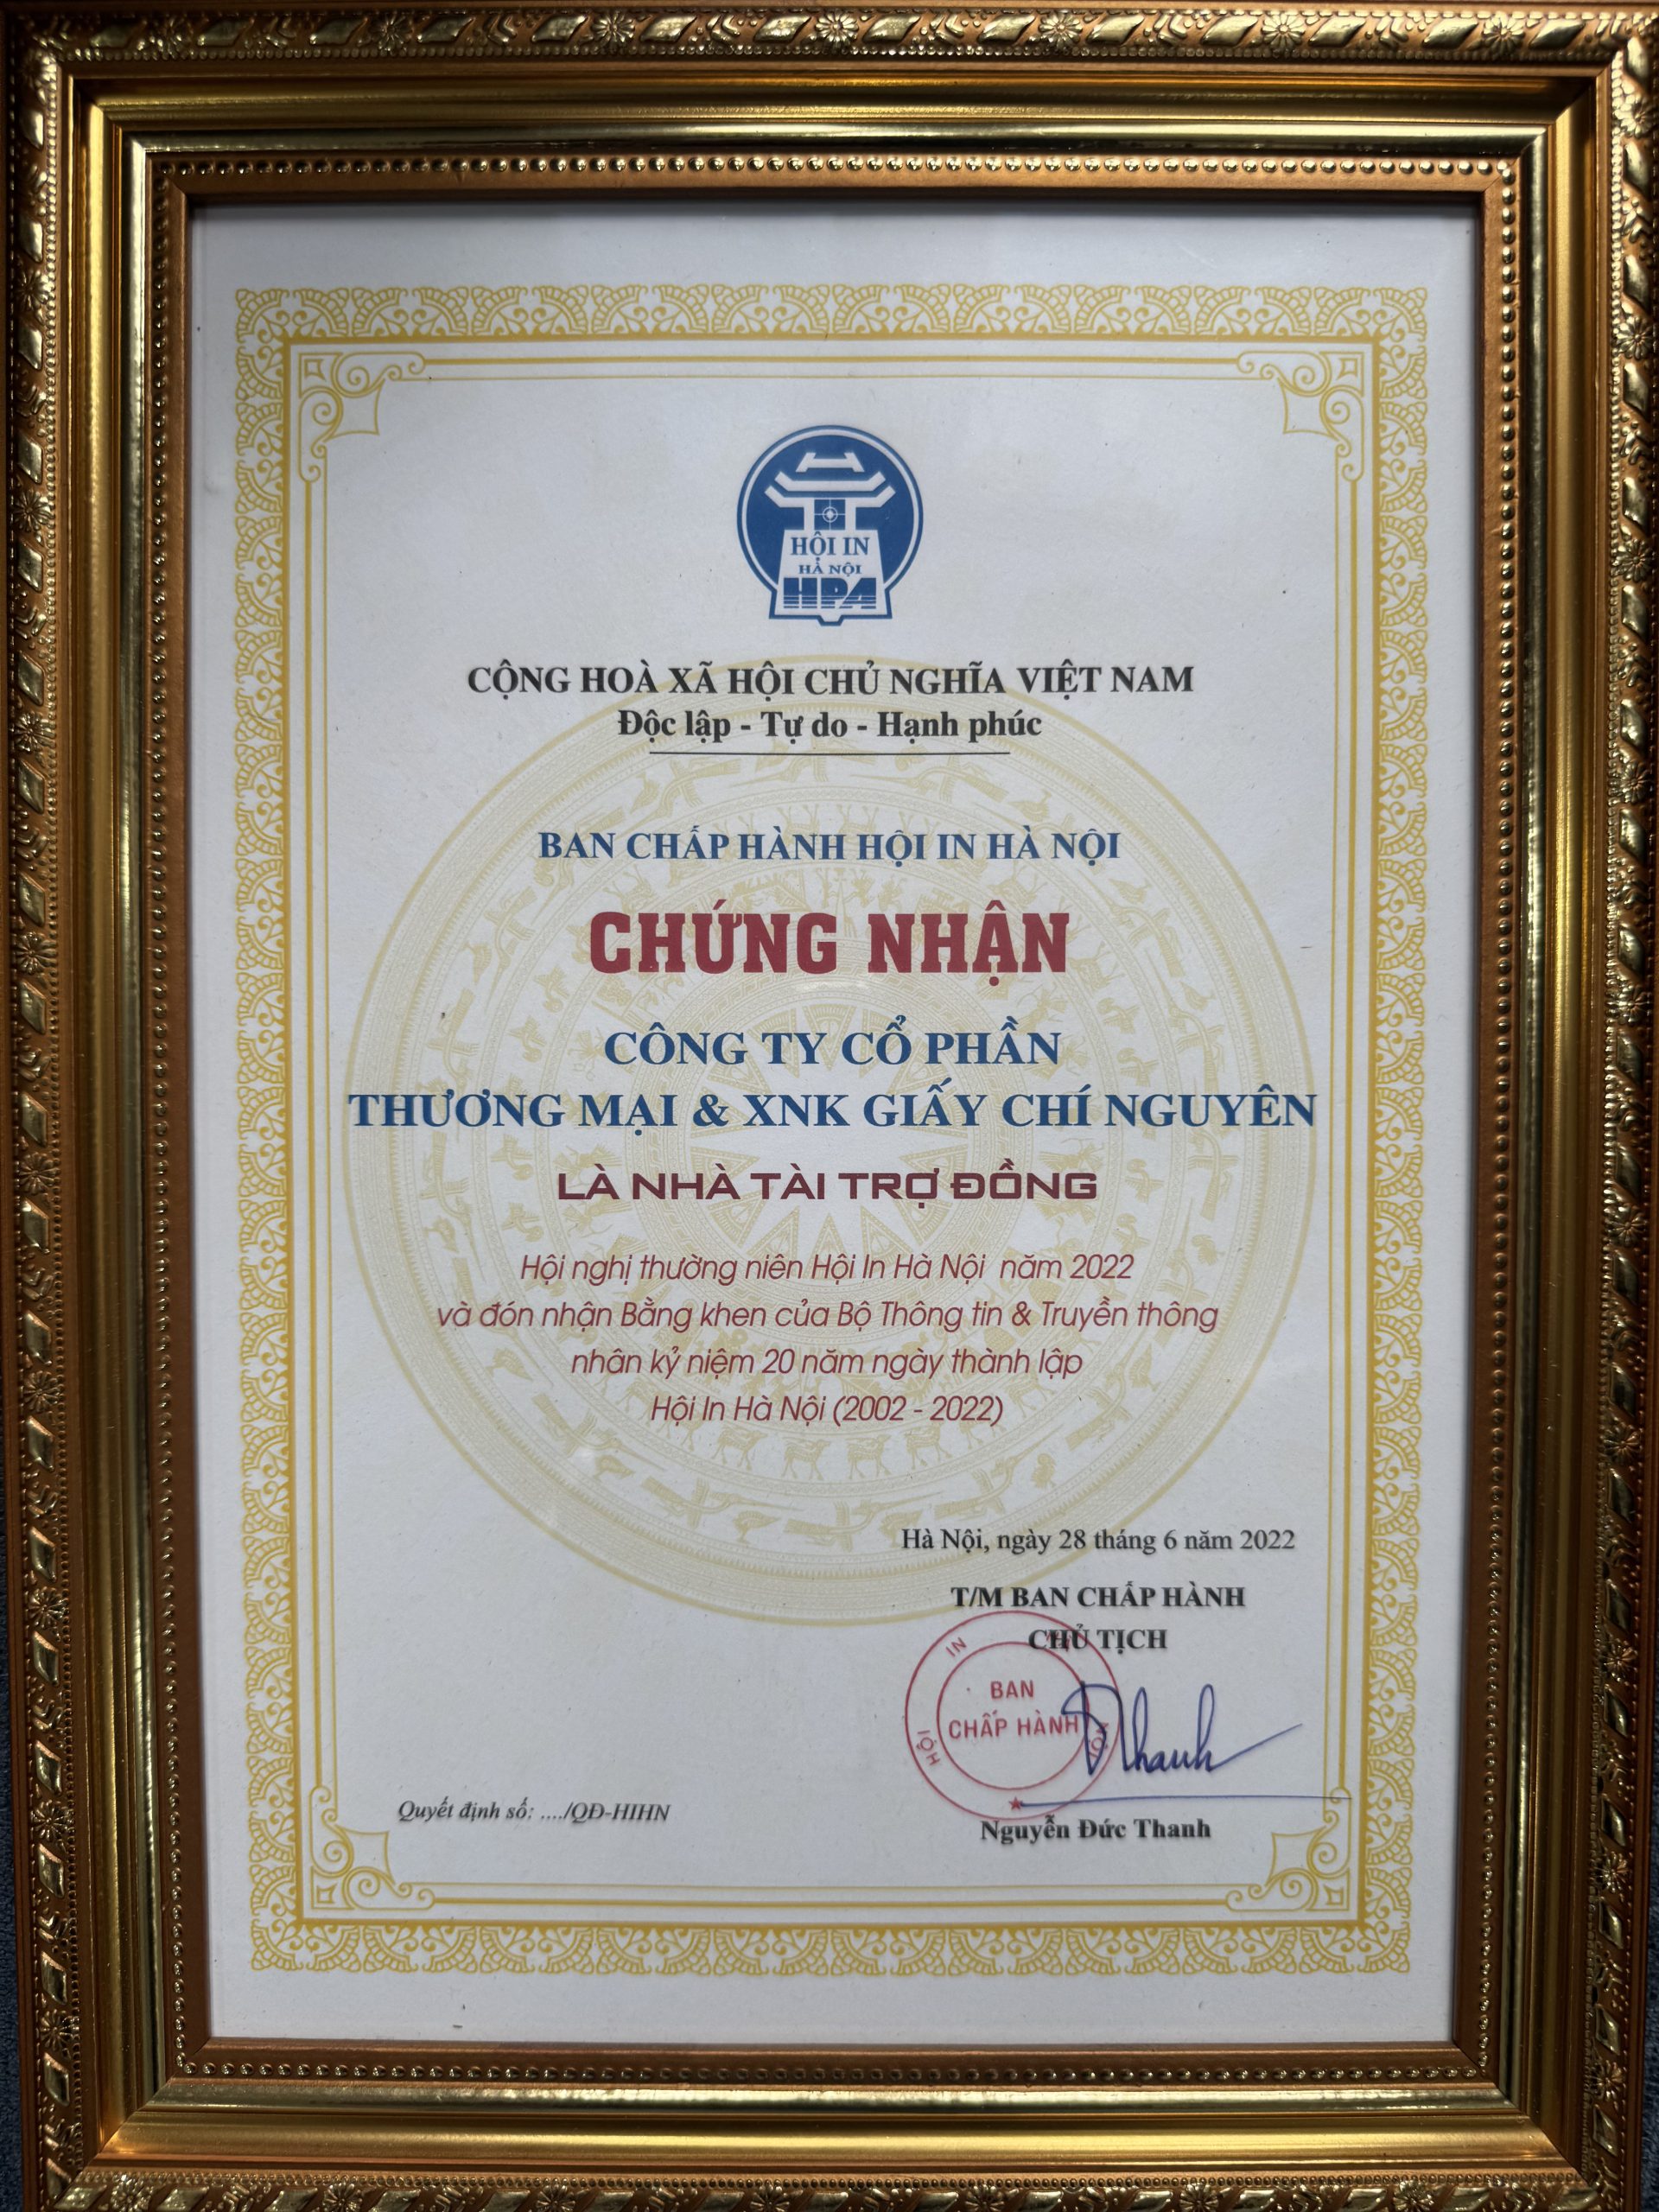 HỘI IN
HÀ NỘI
HPA
CỘNG HOÀ XÃ HỘI CHỦ NGHĨA VIỆT NAM
Độc lập - Tự do - Hạnh phúc
BAN CHẤP HÀNH HỘI IN HÀ NỘI
CHỨNG NHẬN
CÔNG TY CỔ PHẦN
THƯƠNG MẠI & XNK GIẤY CHÍ NGUYÊN
LÀ NHÀ TÀI TRỢ ĐỒNG
Hội nghị thường niên Hội In Hà Nội năm 2022
và đón nhận Bằng khen của Bộ Thông tin & Truyền thông
nhân kỷ niệm 20 năm ngày thành lập
Hội In Hà Nội (2002 - 2022)
Hà Nội, ngày 28 tháng 6 năm 2022
T/M BAN CHẤP HÀNH
CHỦ TỊCH
HỘI IN NỘI
BAN
CHẤP HÀNH
Thanh
Nguyễn Đức Thanh
Quyết định số: ..../QĐ-HIHN